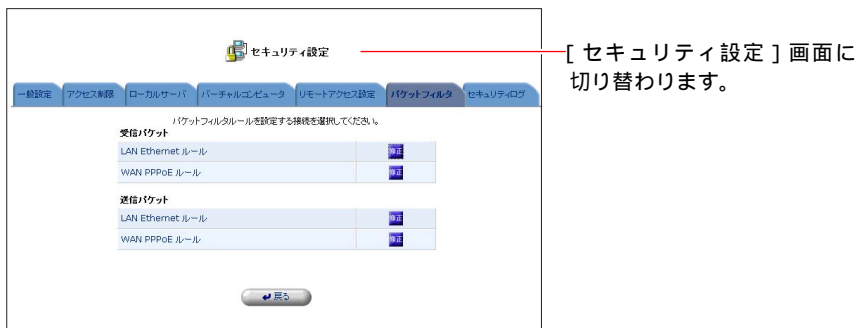 セキュリティ設定
[ セキュリティ設定 ] 画面に
切り替わります。
一般設定 アクセス制限 ローカルサーバ バーチャルコンピュータ リモートアクセス設定 パケットフィルタ セキュリティログ
パケットフィルタルールを設定する接続を選択してください。
受信パケット
LAN Ethernet ルール 修正
WAN PPPoE ルール 修正
送信パケット
LAN Ethernet ルール 修正
WAN PPPoE ルール 修正
戻る